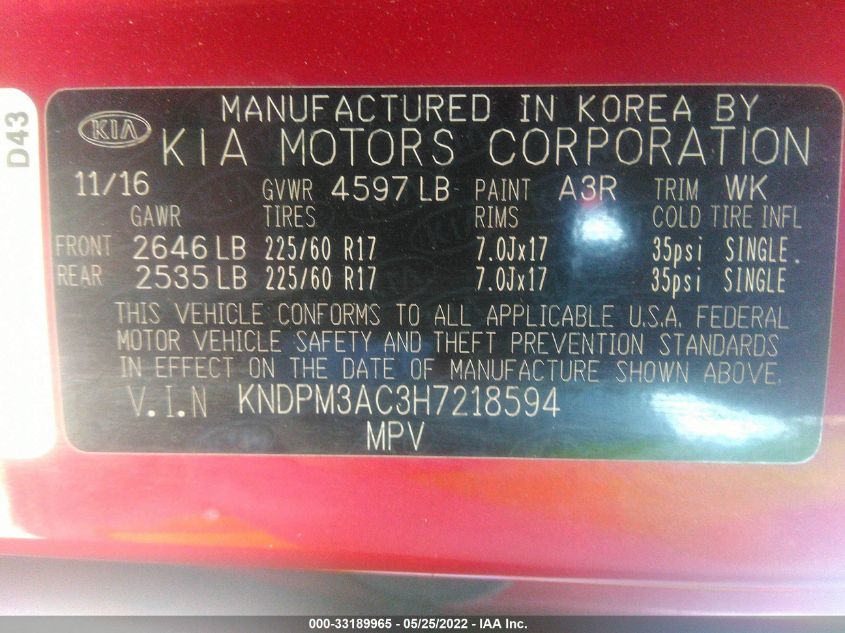 D43
KIA
MANUFACTURED IN KOREA BY
KIA MOTORS CORPORATION
11/16 GVWR 4597 LB PAINT A3R TRIM WK
GAWR TIRES RIMS COLD TIRE INFL
FRONT 2646 LB 225/60 R17 7.0Jx17 35psi SINGLE.
REAR 2535 LB 225/60 R17 7.0Jx17 35psi SINGLE
THIS VEHICLE CONFORMS TO ALL APPLICABLE U.S.A. FEDERAL
MOTOR VEHICLE SAFETY AND THEFT PREVENTION STANDARDS
IN EFFECT ON THE DATE OF MANUFACTURE SHOWN ABOVE.
V.I.N KNDPM3AC3H7218594
MPV
000-33189965 - 05/25/2022 - IAA Inc.